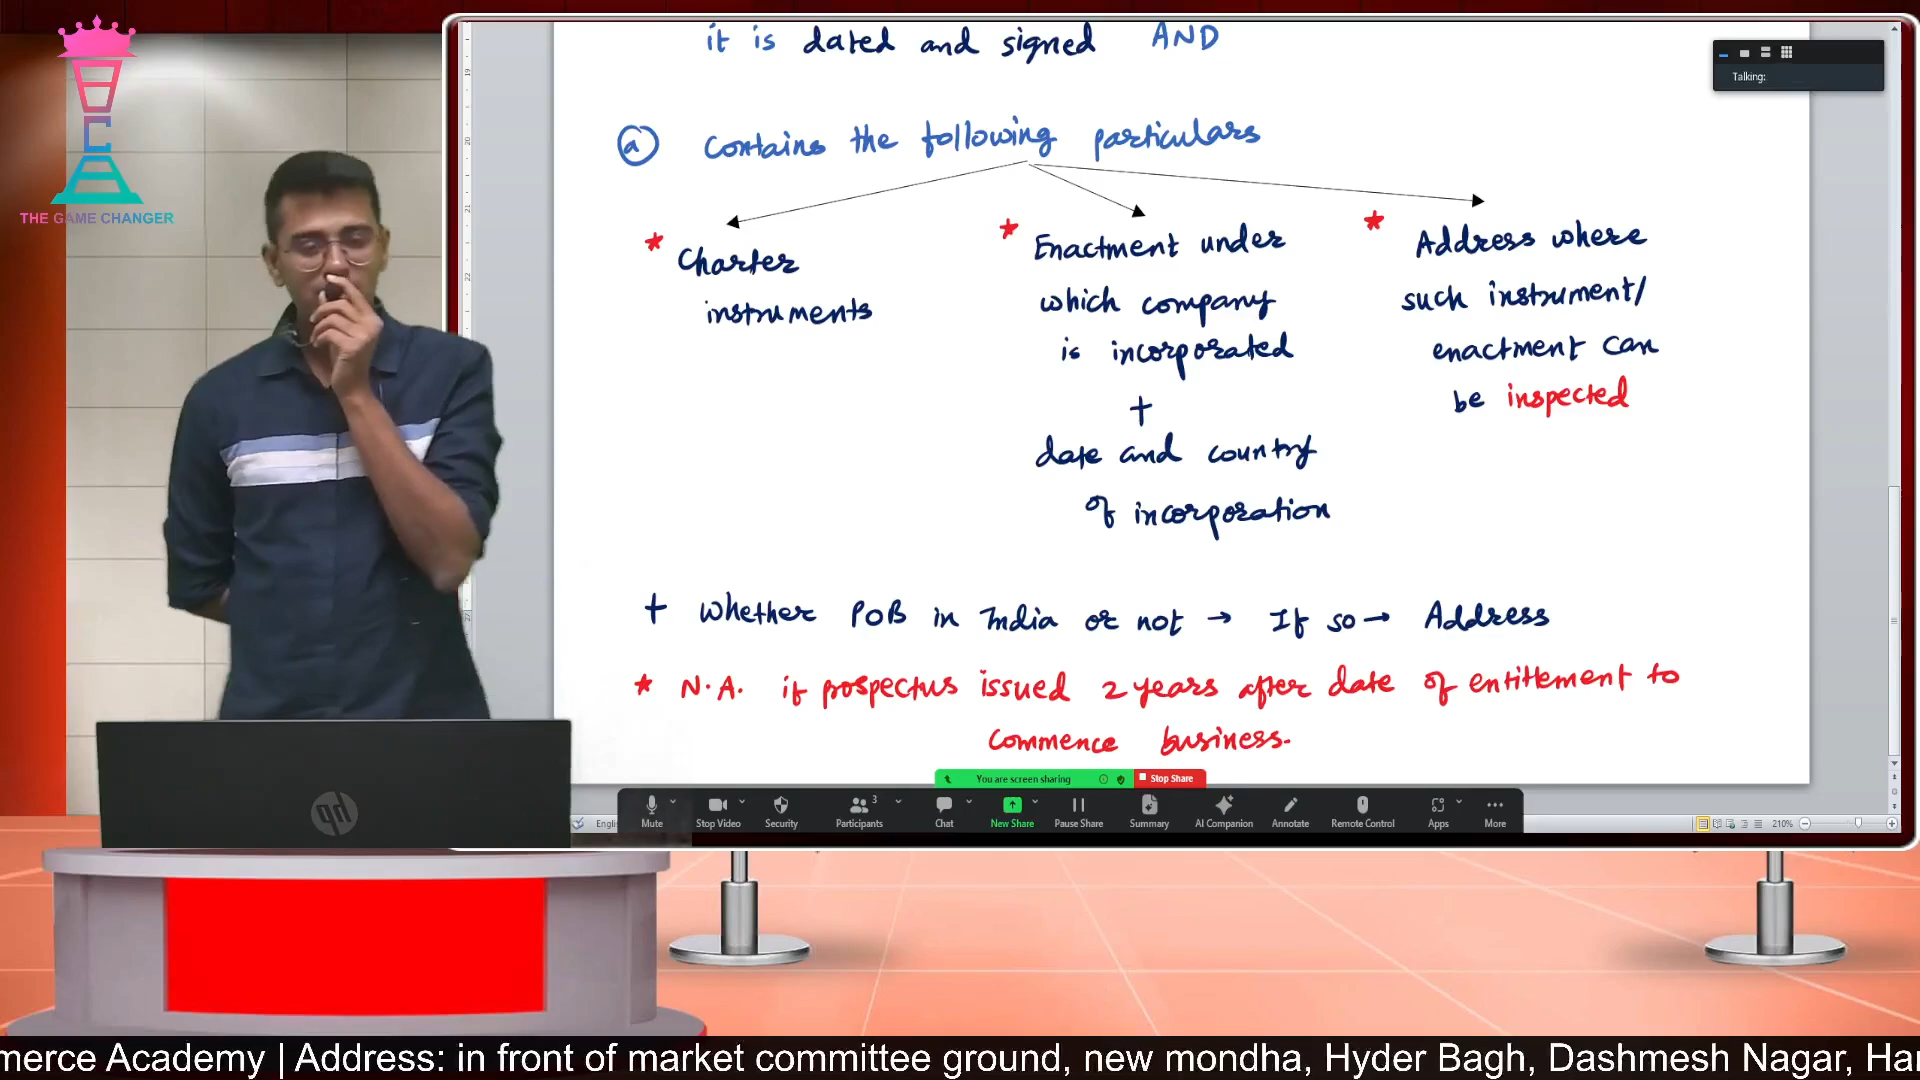 it is dated and signed AND
Talking:
a contains the following particulars
* Charter
instruments
* Enactment under
which company
is incorporated
+
date and country
of incorporation
* Address where
such instrument/
enactment can
be inspected
+ Whether POB in India or not → If so → Address
* N.A. if prospectus issued 2 years after date of entitlement to
commence business.
THE GAME CHANGER
hp
You are screen sharing Stop Share
Mute Stop Video Security Participants 3 Chat New Share Pause Share Summary AI Companion Annotate Remote Control Apps More
Engli
210%
merce Academy | Address: in front of market committee ground, new mondha, Hyder Bagh, Dashmesh Nagar, Har